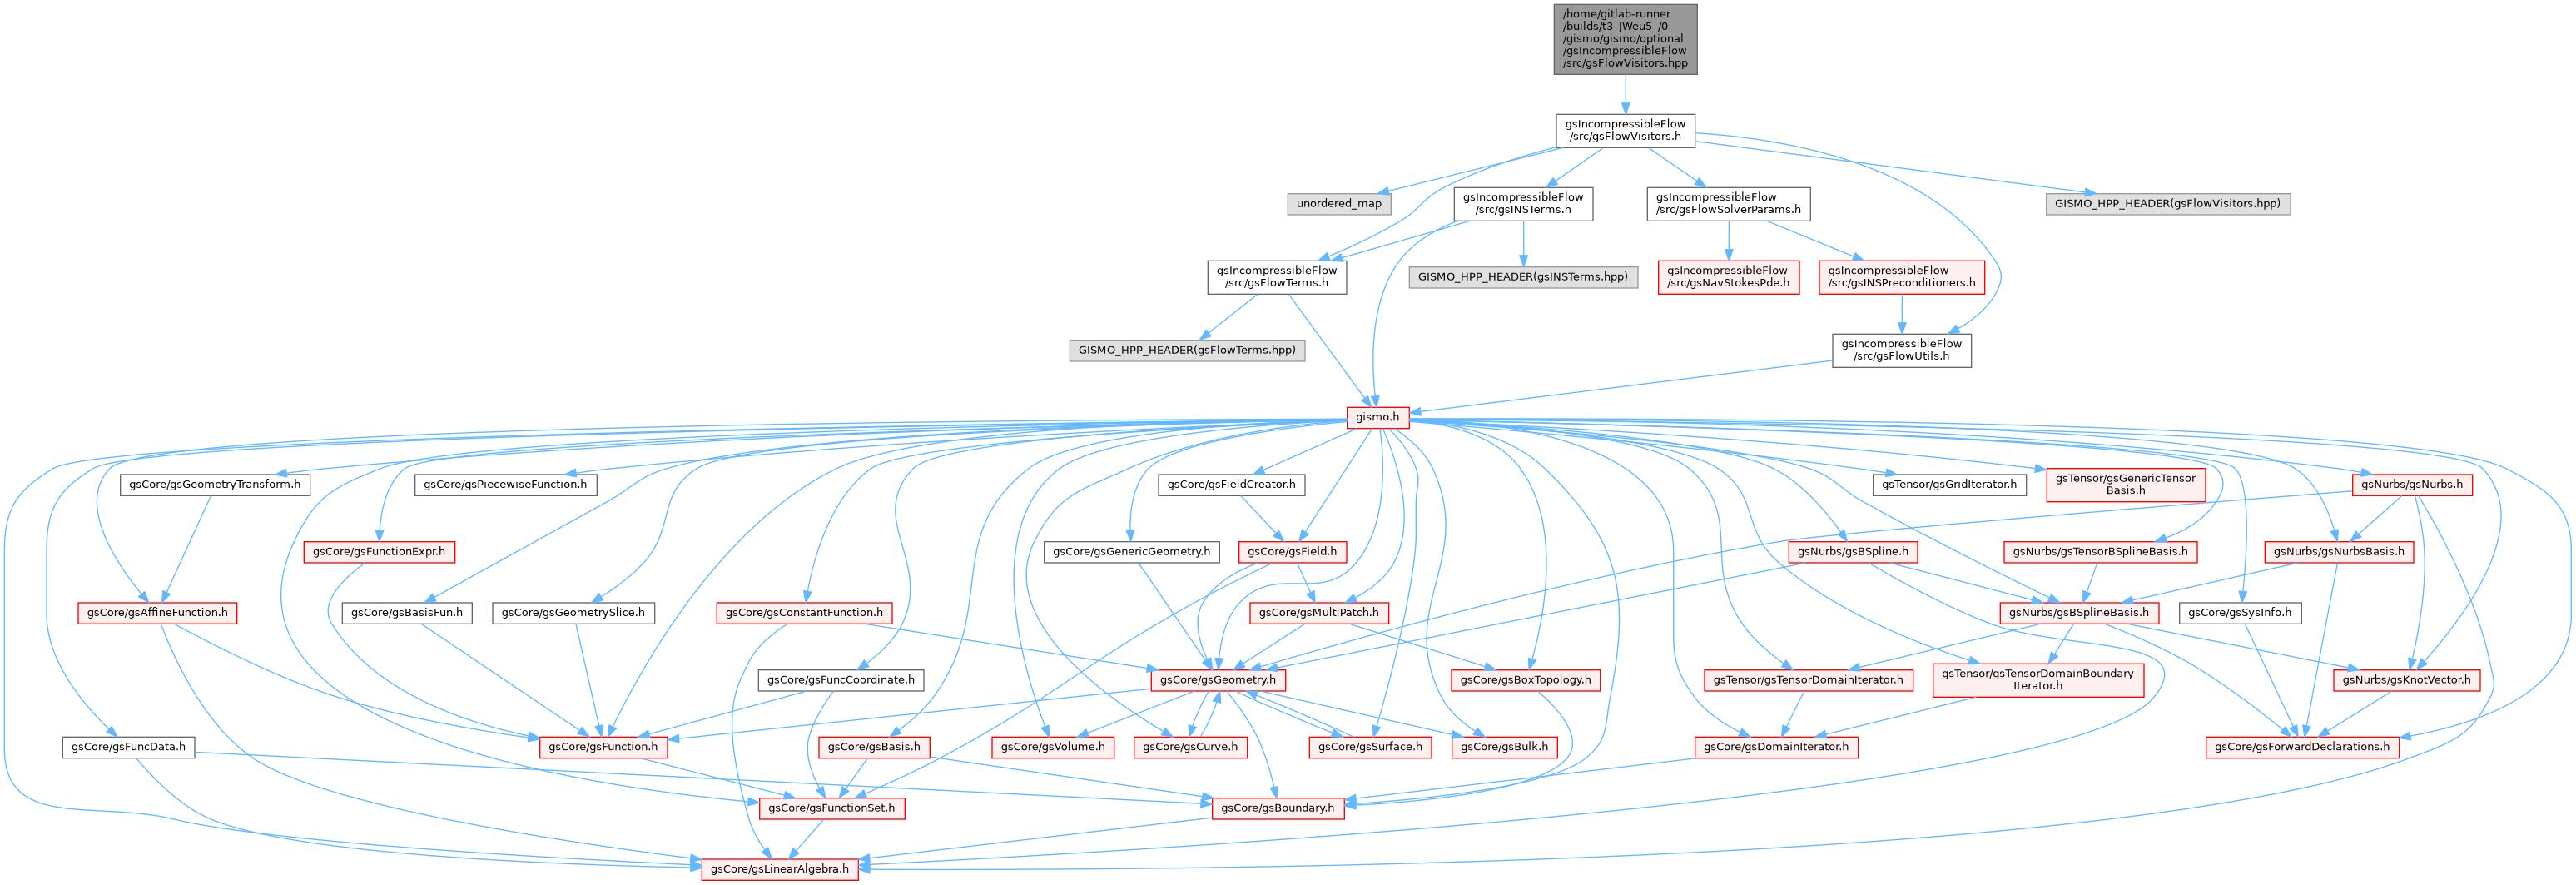 /home/gitlab-runner
/builds/t3_JWeu5_/0
/gismo/gismo/optional
/gsIncompressibleFlow
/src/gsFlowVisitors.hpp
gsIncompressibleFlow
/src/gsFlowVisitors.h
unordered_map
gsIncompressibleFlow
/src/gsINSTerms.h
gsIncompressibleFlow
/src/gsFlowSolverParams.h
GISMO_HPP_HEADER(gsFlowVisitors.hpp)
gsIncompressibleFlow
/src/gsFlowTerms.h
GISMO_HPP_HEADER(gsINSTerms.hpp)
gsIncompressibleFlow
/src/gsNavStokesPde.h
gsIncompressibleFlow
/src/gsINSPreconditioners.h
GISMO_HPP_HEADER(gsFlowTerms.hpp)
gsIncompressibleFlow
/src/gsFlowUtils.h
gismo.h
gsCore/gsGeometryTransform.h
gsCore/gsPiecewiseFunction.h
gsCore/gsFieldCreator.h
gsTensor/gsGridIterator.h
gsTensor/gsGenericTensor
Basis.h
gsNurbs/gsNurbs.h
gsCore/gsFunctionExpr.h
gsCore/gsGenericGeometry.h
gsCore/gsField.h
gsNurbs/gsBSpline.h
gsNurbs/gsTensorBSplineBasis.h
gsNurbs/gsNurbsBasis.h
gsCore/gsAffineFunction.h
gsCore/gsBasisFun.h
gsCore/gsGeometrySlice.h
gsCore/gsConstantFunction.h
gsCore/gsMultiPatch.h
gsNurbs/gsBSplineBasis.h
gsCore/gsSysInfo.h
gsCore/gsFuncCoordinate.h
gsCore/gsGeometry.h
gsCore/gsBoxTopology.h
gsTensor/gsTensorDomainIterator.h
gsTensor/gsTensorDomainBoundary
Iterator.h
gsNurbs/gsKnotVector.h
gsCore/gsFuncData.h
gsCore/gsFunction.h
gsCore/gsBasis.h
gsCore/gsVolume.h
gsCore/gsCurve.h
gsCore/gsSurface.h
gsCore/gsBulk.h
gsCore/gsDomainIterator.h
gsCore/gsForwardDeclarations.h
gsCore/gsFunctionSet.h
gsCore/gsBoundary.h
gsCore/gsLinearAlgebra.h